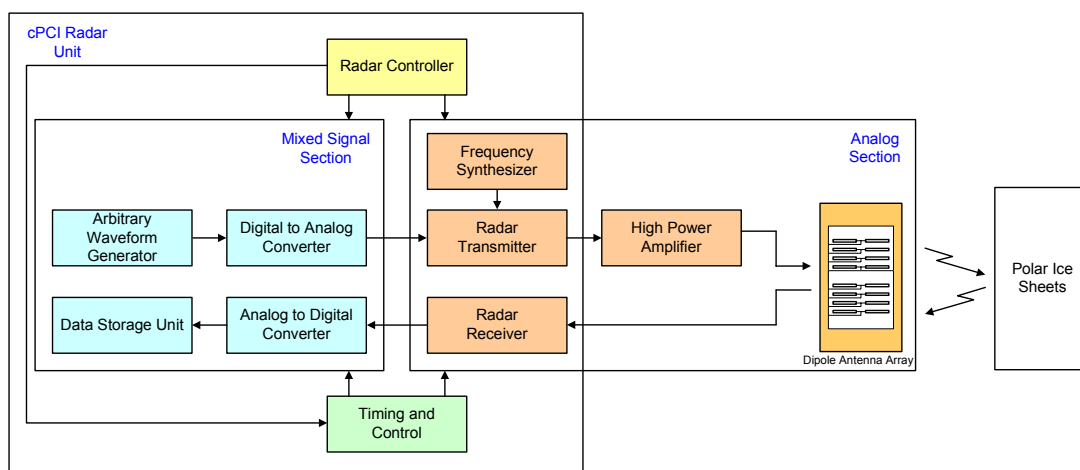 cPCI Radar
Unit
Radar Controller
Mixed Signal
Section
Analog
Section
Frequency
Synthesizer
Arbitrary
Waveform
Generator
Digital to Analog
Converter
Radar
Transmitter
High Power
Amplifier
Polar Ice
Sheets
Data Storage Unit
Analog to Digital
Converter
Radar
Receiver
Dipole Antenna Array
Timing and
Control